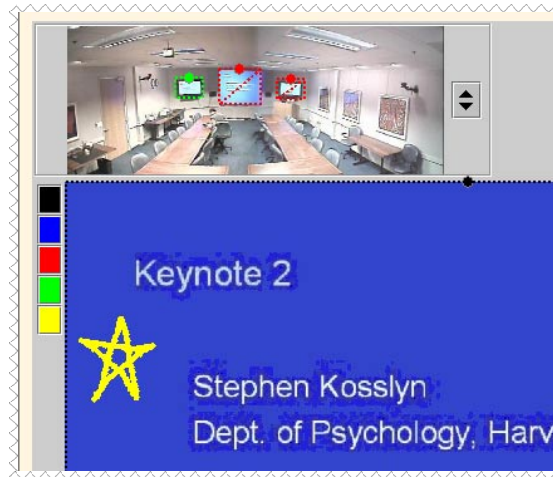 Keynote 2
Stephen Kosslyn
Dept. of Psychology, Harv